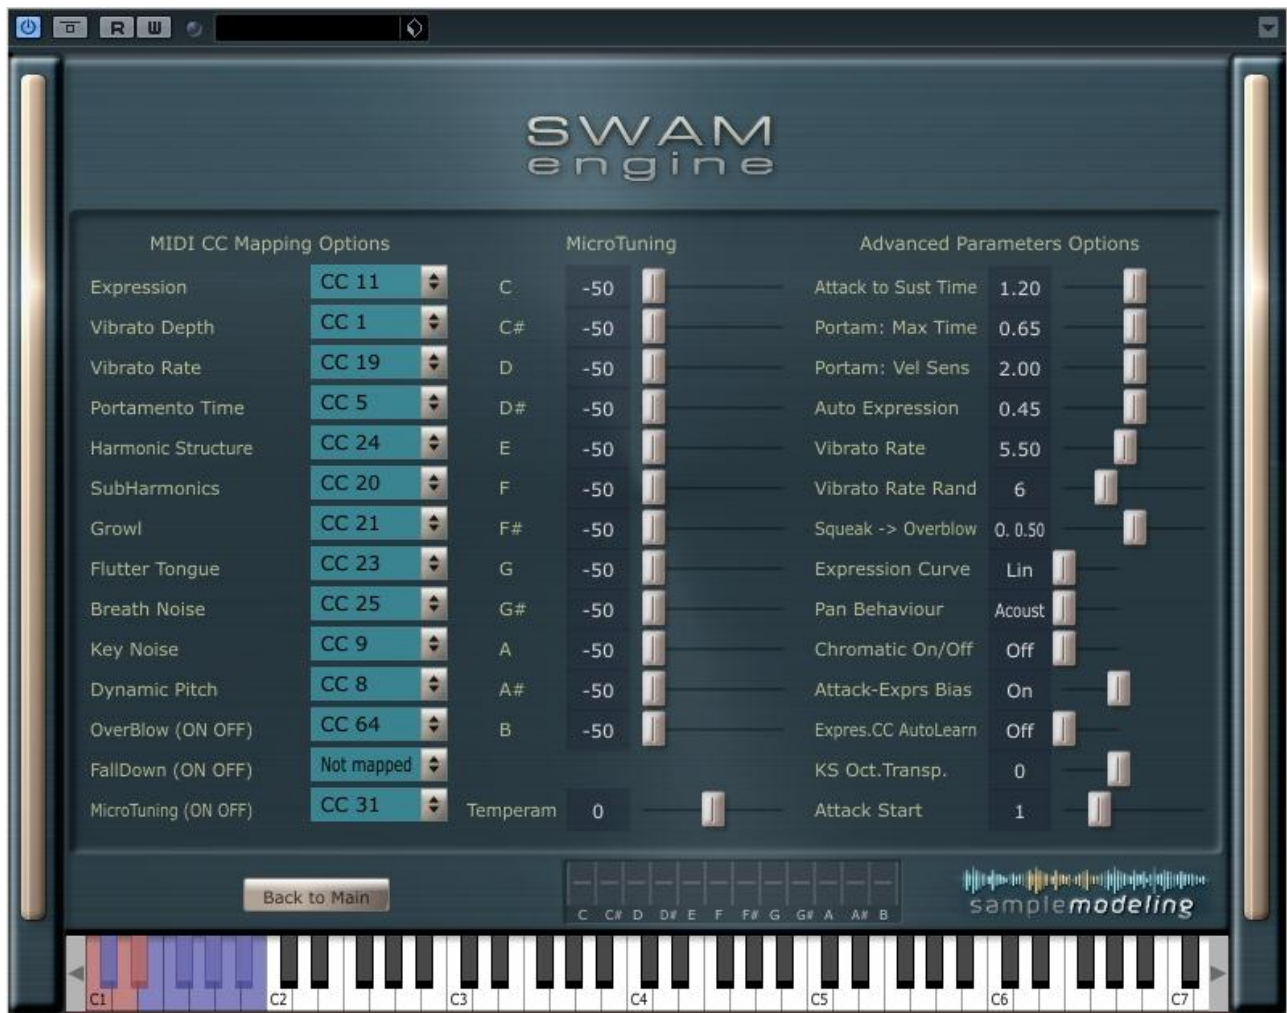 R W
SWAM
engine
MIDI CC Mapping Options MicroTuning Advanced Parameters Options
Expression CC 11 C -50 Attack to Sust Time 1.20
Vibrato Depth CC 1 C# -50 Portam: Max Time 0.65
Vibrato Rate CC 19 D -50 Portam: Vel Sens 2.00
Portamento Time CC 5 D# -50 Auto Expression 0.45
Harmonic Structure CC 24 E -50 Vibrato Rate 5.50
SubHarmonics CC 20 F -50 Vibrato Rate Rand 6
Growl CC 21 F# -50 Squeak -> Overblow O. 0.50
Flutter Tongue CC 23 G -50 Expression Curve Lin
Breath Noise CC 25 G# -50 Pan Behaviour Acoust
Key Noise CC 9 A -50 Chromatic On/Off Off
Dynamic Pitch CC 8 A# -50 Attack-Exprs Bias On
OverBlow (ON OFF) CC 64 B -50 Expres.CC AutoLearn Off
FallDown (ON OFF) Not mapped KS Oct.Transp. 0
MicroTuning (ON OFF) CC 31 Temperam 0 Attack Start 1
Back to Main
C C# D D# E F F# G G# A A# B
samplemodeling
C1 C2 C3 C4 C5 C6 C7